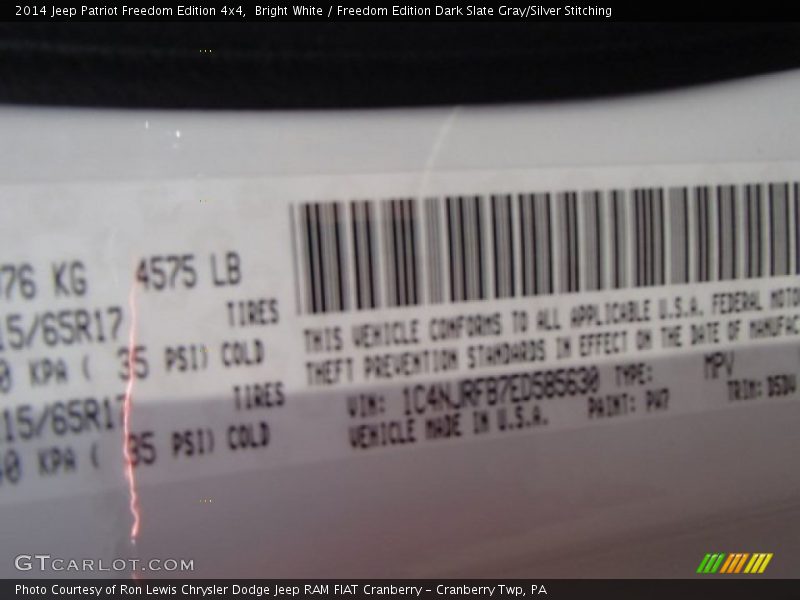 2014 Jeep Patriot Freedom Edition 4x4, Bright White / Freedom Edition Dark Slate Gray/Silver Stitching
76 KG 4575 LB
15/65R17 TIRES
0 KPA ( 35 PSI) COLD
15/65R17 TIRES
40 KPA ( 35 PSI) COLD
THIS VEHICLE CONFORMS TO ALL APPLICABLE U.S.A. FEDERAL MOTO
THEFT PREVENTION STANDARDS IN EFFECT ON THE DATE OF MANUFAC
VIN: 1C4NJRFB7ED585630 TYPE: MPV
VEHICLE MADE IN U.S.A. PAINT: PW7 TRIM: D5DV
GTCARLOT.COM
Photo Courtesy of Ron Lewis Chrysler Dodge Jeep RAM FIAT Cranberry – Cranberry Twp, PA